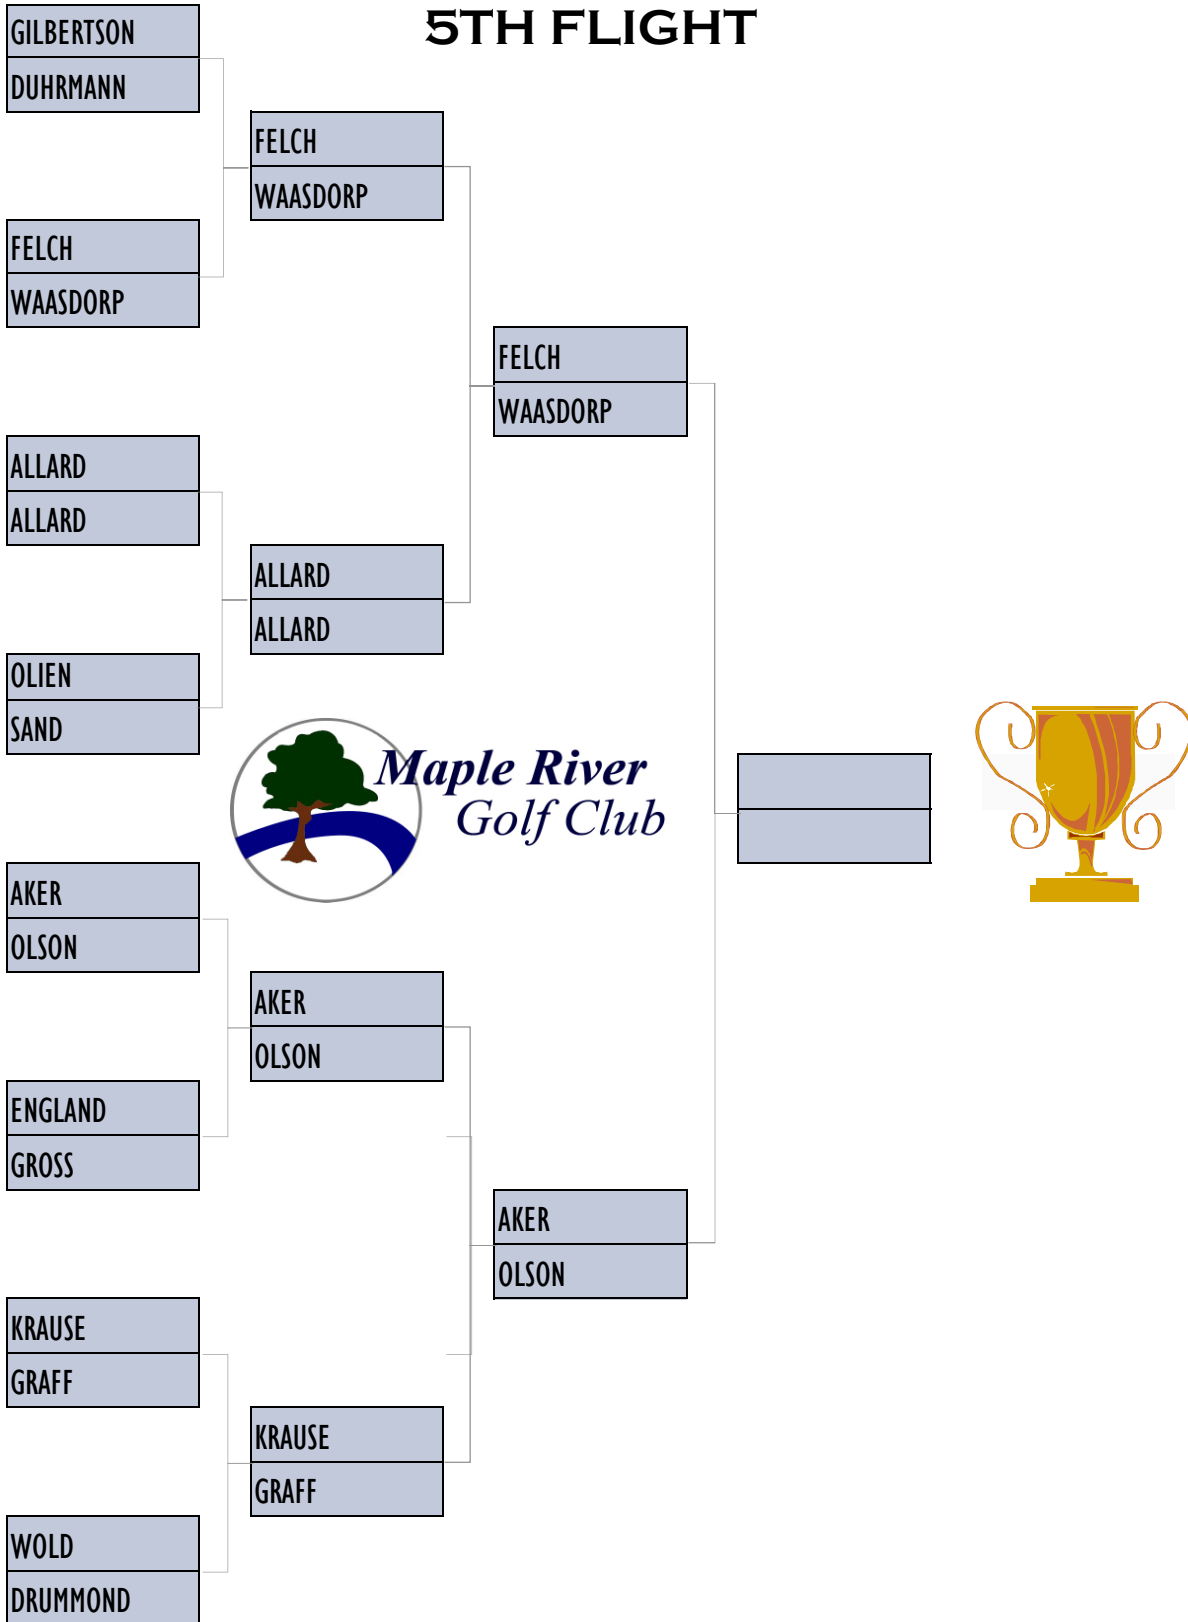 5TH FLIGHT
GILBERTSON
DUHRMANN
FELCH
WAASDORP
FELCH
WAASDORP
FELCH
WAASDORP
ALLARD
ALLARD
ALLARD
ALLARD
OLIEN
SAND
Maple River
Golf Club
AKER
OLSON
AKER
OLSON
ENGLAND
GROSS
AKER
OLSON
KRAUSE
GRAFF
KRAUSE
GRAFF
WOLD
DRUMMOND